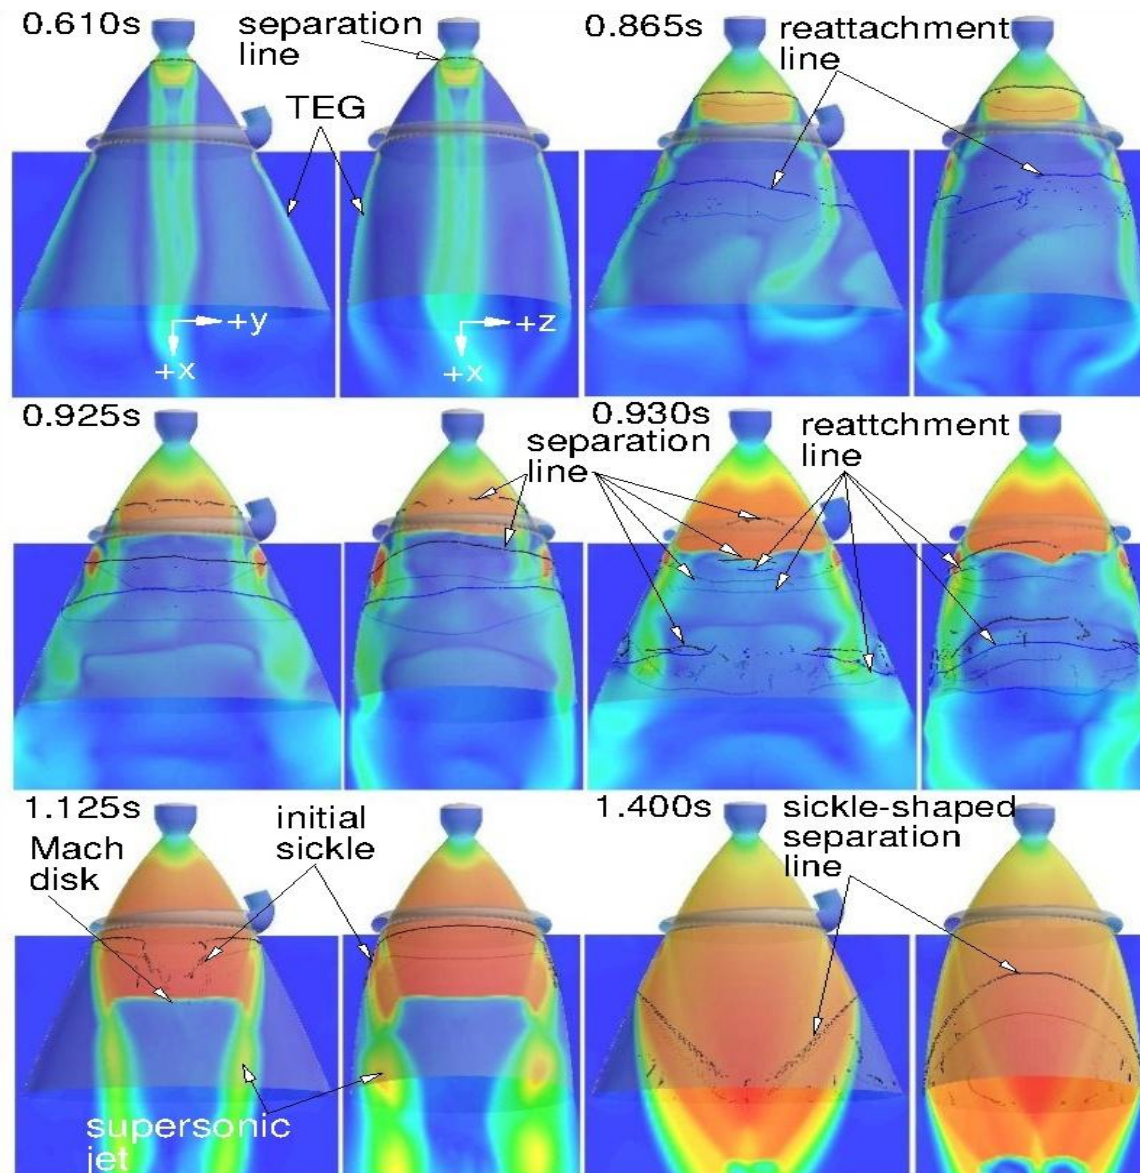 0.610s
separation
line
TEG
+y
+x
+z
+x
0.865s
reattachment
line
0.925s
separation
line
0.930s
reattchment
line
1.125s
Mach
disk
initial
sickle
supersonic
jet
1.400s
sickle-shaped
separation
line